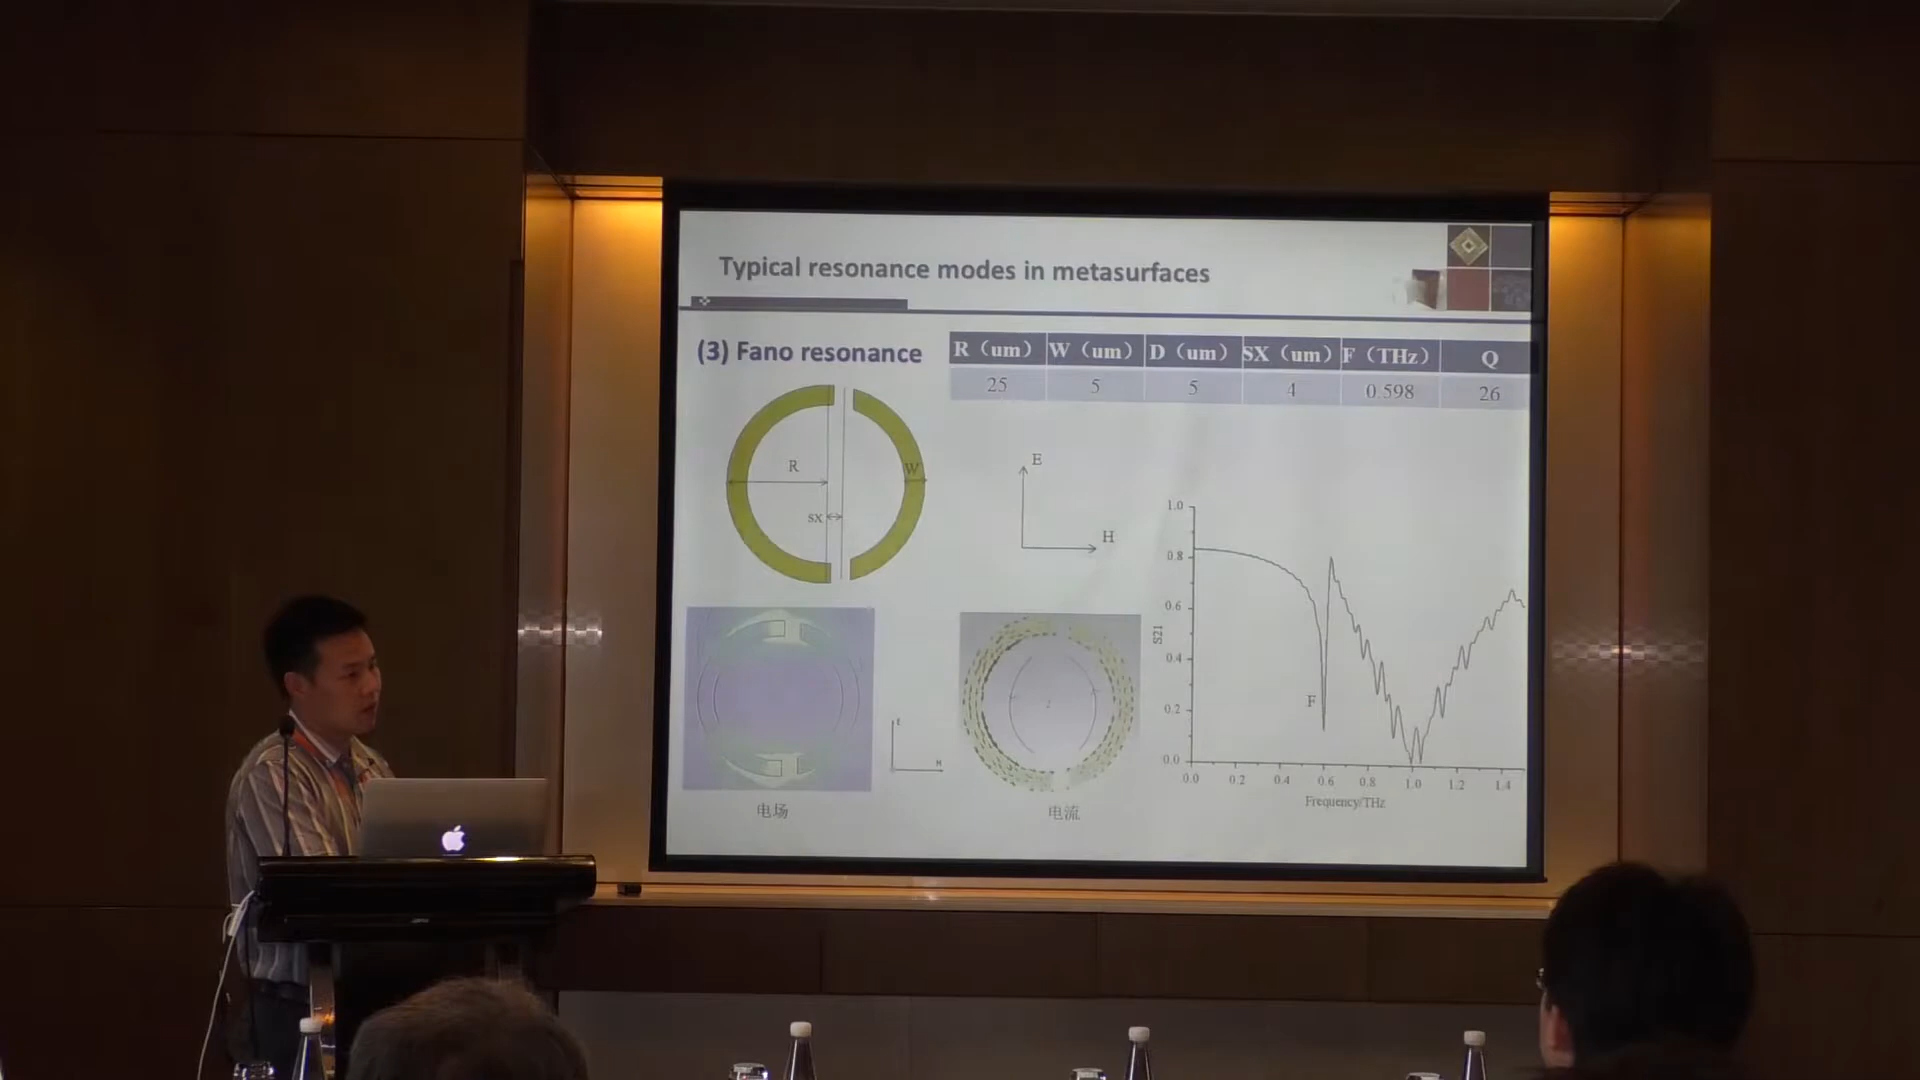 Typical resonance modes in metasurfaces
(3) Fano resonance
R（um） W（um） D（um） SX（um） F（THz） Q
25 5 5 4 0.598 26
R
W
SX
E
H
1.0
0.8
0.6
0.4
0.2
0.0
S21
F
0.0 0.2 0.4 0.6 0.8 1.0 1.2 1.4
Frequency/THz
E
H
电场
电流